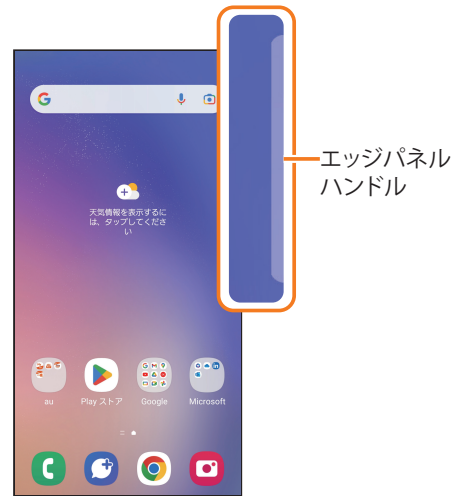 エッジパネル
ハンドル
天気情報を表示するに
は、タップしてくださ
い
au
Play ストア
Google
Microsoft